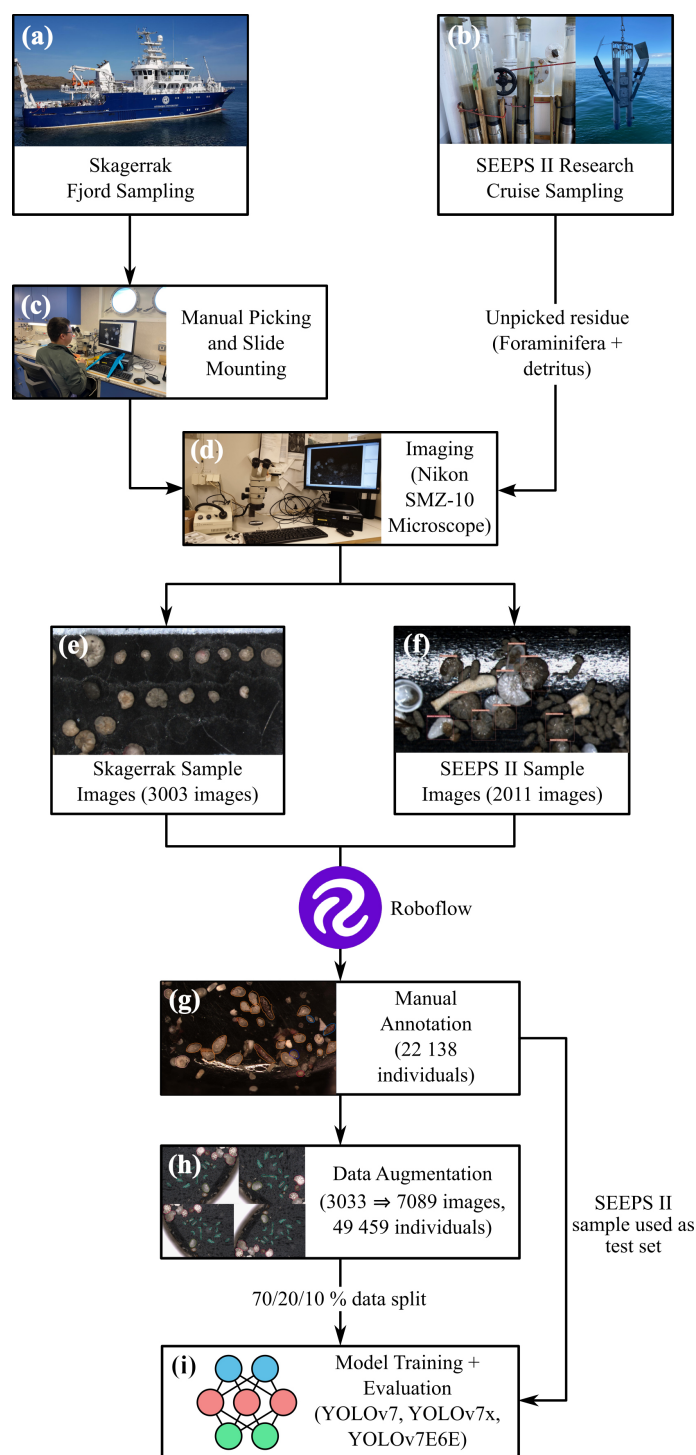 (a)
Skagerrak
Fjord Sampling
(b)
SEEPS II Research
Cruise Sampling
(c)
Manual Picking
and Slide
Mounting
Unpicked residue
(Foraminifera +
detritus)
(d)
Imaging
(Nikon
SMZ-10
Microscope)
(e)
Skagerrak Sample
Images (3003 images)
(f)
SEEPS II Sample
Images (2011 images)
Roboflow
(g)
Manual
Annotation
(22 138
individuals)
(h)
Data Augmentation
(3033 ⇒ 7089 images,
49 459 individuals)
SEEPS II
sample used as
test set
70/20/10 % data split
(i)
Model Training +
Evaluation
(YOLOv7, YOLOv7x,
YOLOv7E6E)